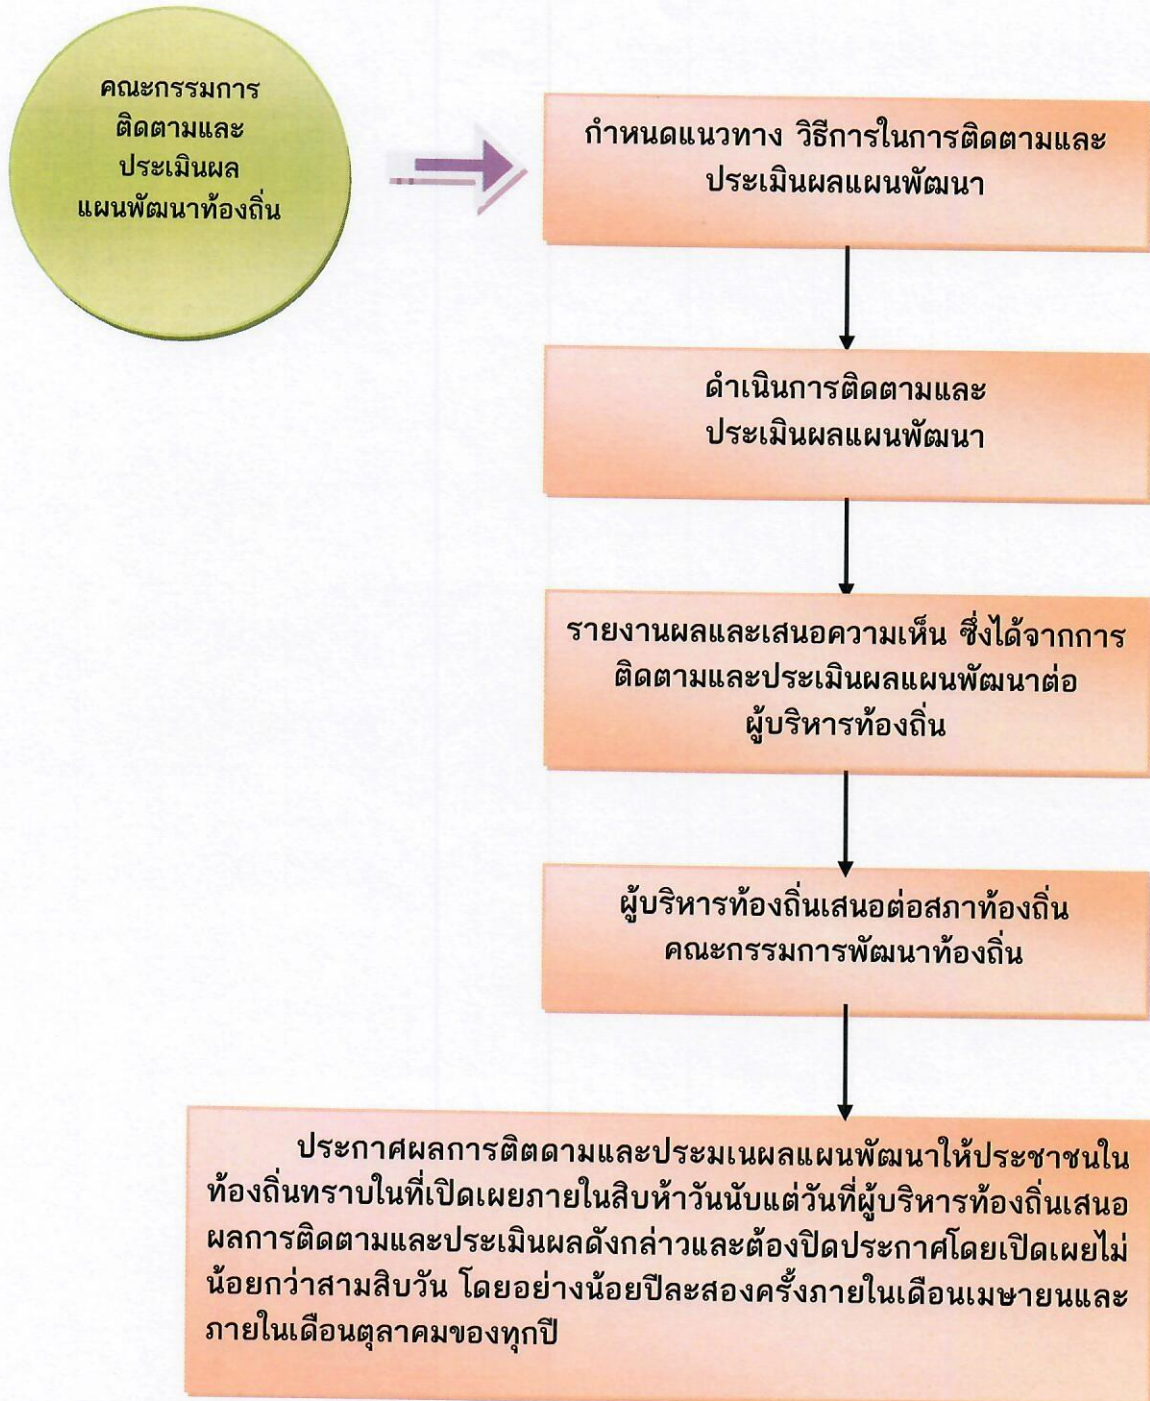 คณะกรรมการ
ติดตามและ
ประเมินผล
แผนพัฒนาท้องถิ่น
กำหนดแนวทาง วิธีการในการติดตามและ
ประเมินผลแผนพัฒนา
ดำเนินการติดตามและ
ประเมินผลแผนพัฒนา
รายงานผลและเสนอความเห็น ซึ่งได้จากการ
ติดตามและประเมินผลแผนพัฒนาต่อ
ผู้บริหารท้องถิ่น
ผู้บริหารท้องถิ่นเสนอต่อสภาท้องถิ่น
คณะกรรมการพัฒนาท้องถิ่น
ประกาศผลการติตดามและประมเนผลแผนพัฒนาให้ประชาชนใน
ท้องถิ่นทราบในที่เปิดเผยภายในสิบห้าวันนับแต่วันที่ผู้บริหารท้องถิ่นเสนอ
ผลการติดตามและประเมินผลดังกล่าวและต้องปิดประกาศโดยเปิดเผยไม่
น้อยกว่าสามสิบวัน โดยอย่างน้อยปีละสองครั้งภายในเดือนเมษายนและ
ภายในเดือนตุลาคมของทุกปี